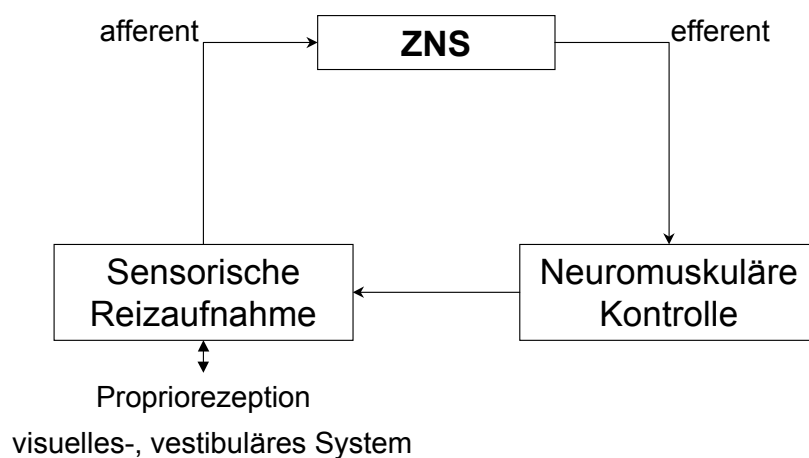 afferent
ZNS
efferent
Sensorische
Reizaufnahme
Neuromuskuläre
Kontrolle
Propriorezeption
visuelles-, vestibuläres System